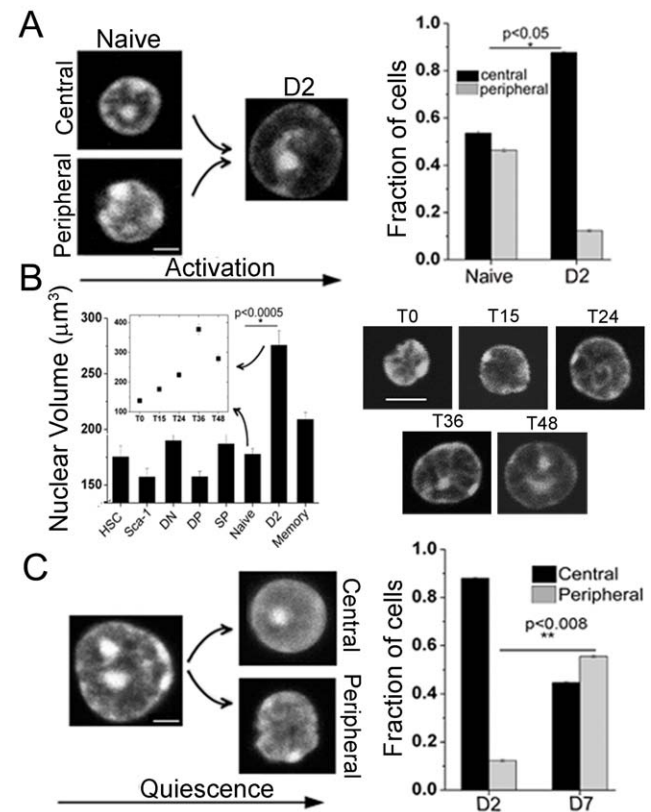 A
Naive
Central
Peripheral
D2
Activation
Fraction of cells
1.0
0.8
0.6
0.4
0.2
0.0
p<0.05
*
central
peripheral
Naive
D2
B
Nuclear Volume (μm³)
300
250
200
150
400
300
200
100
T0
T15
T24
T36
T48
p<0.0005
*
HSC
Sca-1
DN
DP
SP
Naive
D2
Memory
T0
T15
T24
T36
T48
C
Central
Peripheral
Quiescence
Fraction of cells
1.0
0.8
0.6
0.4
0.2
0.0
Central
Peripheral
p<0.008
**
D2
D7